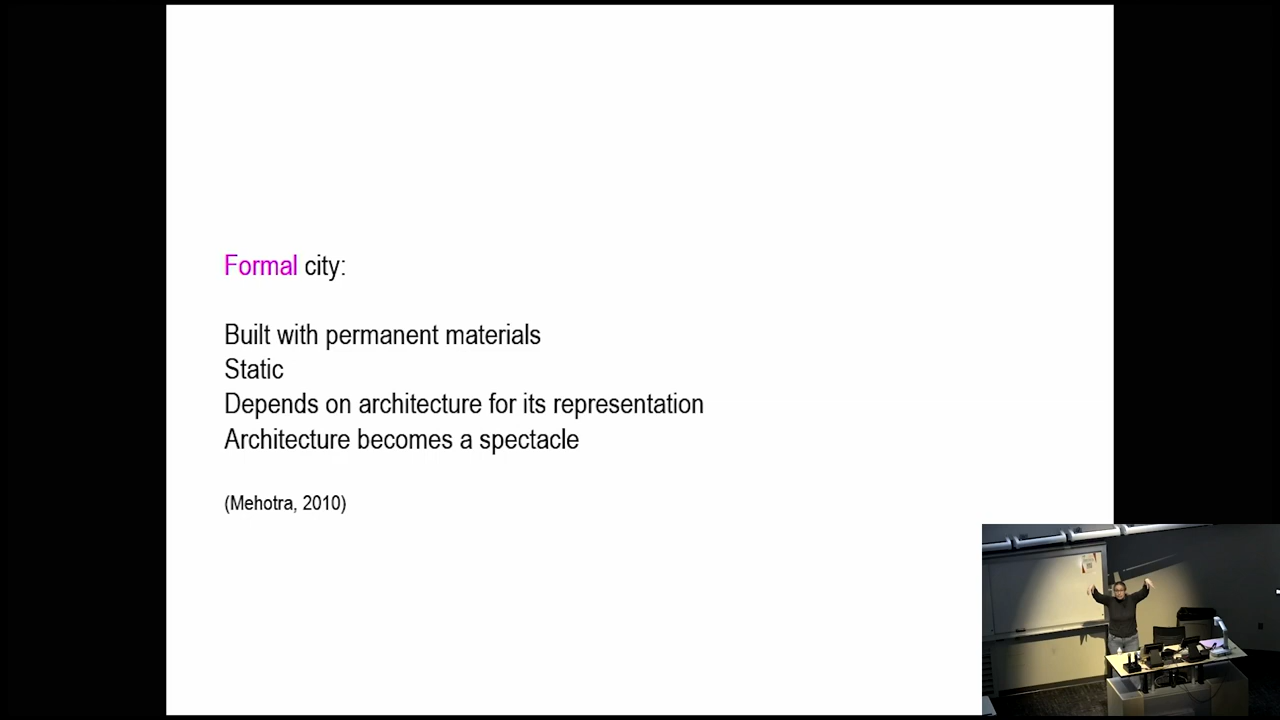 Formal city:
Built with permanent materials
Static
Depends on architecture for its representation
Architecture becomes a spectacle
(Mehotra, 2010)